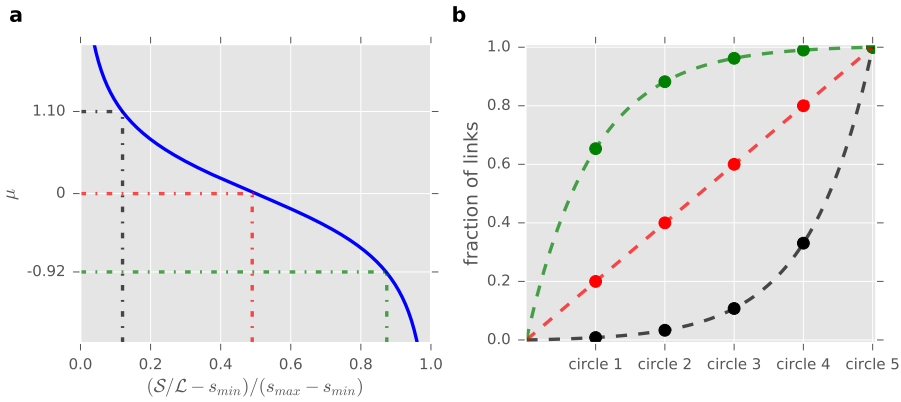 a
μ
1.10
0
-0.92
0.0 0.2 0.4 0.6 0.8 1.0
(𝒮/ℒ − s_min)/(s_max − s_min)
b
fraction of links
1.0
0.8
0.6
0.4
0.2
0.0
circle 1 circle 2 circle 3 circle 4 circle 5